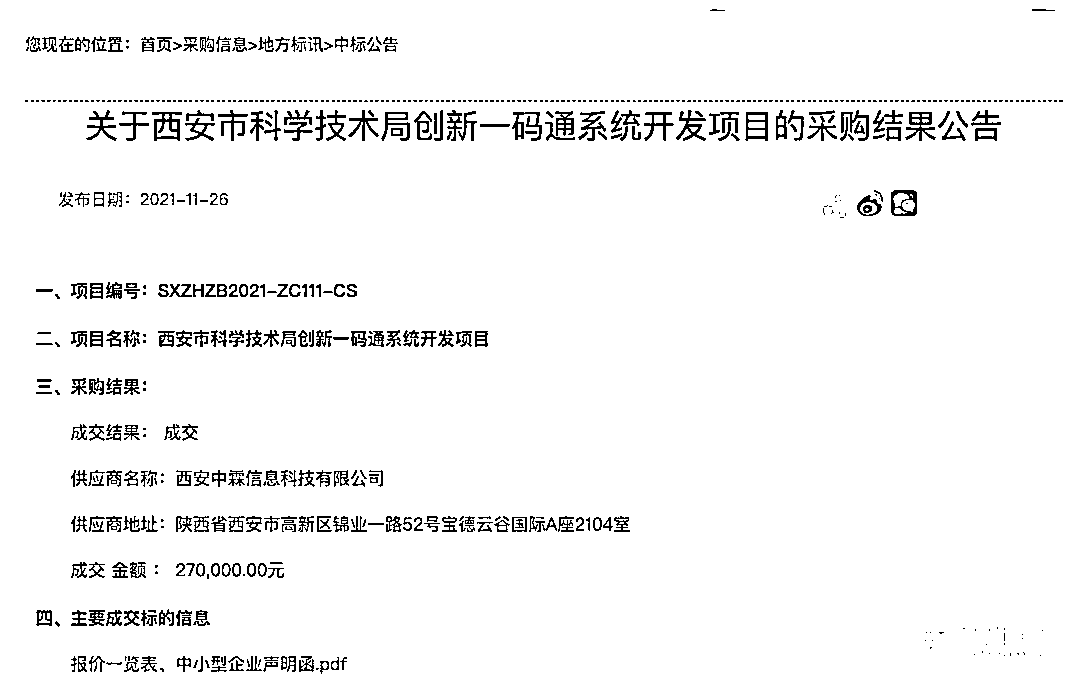 您现在的位置：首页>采购信息>地方标讯>中标公告
关于西安市科学技术局创新一码通系统开发项目的采购结果公告
发布日期：2021-11-26
一、项目编号：SXZHZB2021-ZC111-CS
二、项目名称：西安市科学技术局创新一码通系统开发项目
三、采购结果：
成交结果： 成交
供应商名称：西安中霖信息科技有限公司
供应商地址：陕西省西安市高新区锦业一路52号宝德云谷国际A座2104室
成交 金额： 270,000.00元
四、主要成交标的信息
报价一览表、中小型企业声明函.pdf